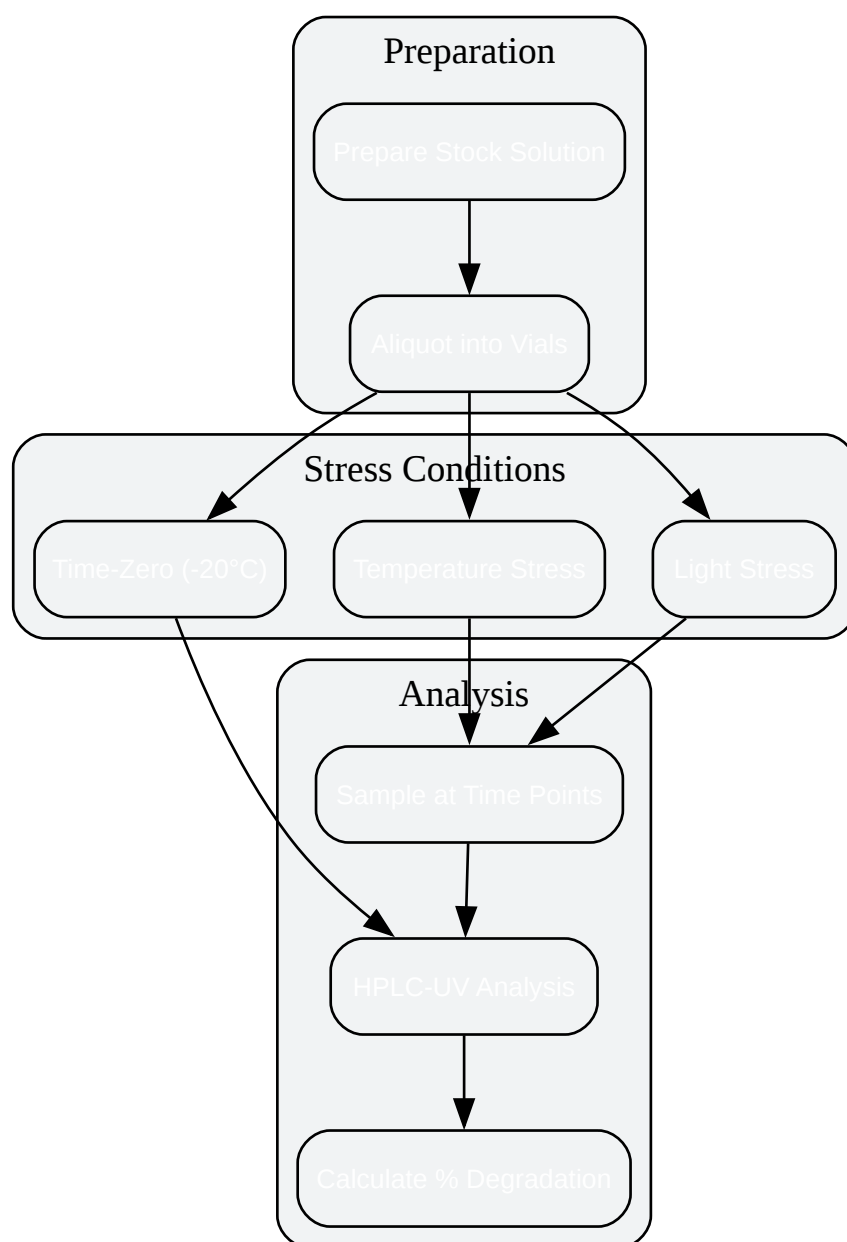 Preparation
Prepare Stock Solution
Aliquot into Vials
Stress Conditions
Time-Zero (-20°C)
Temperature Stress
Light Stress
Analysis
Sample at Time Points
HPLC-UV Analysis
Calculate % Degradation